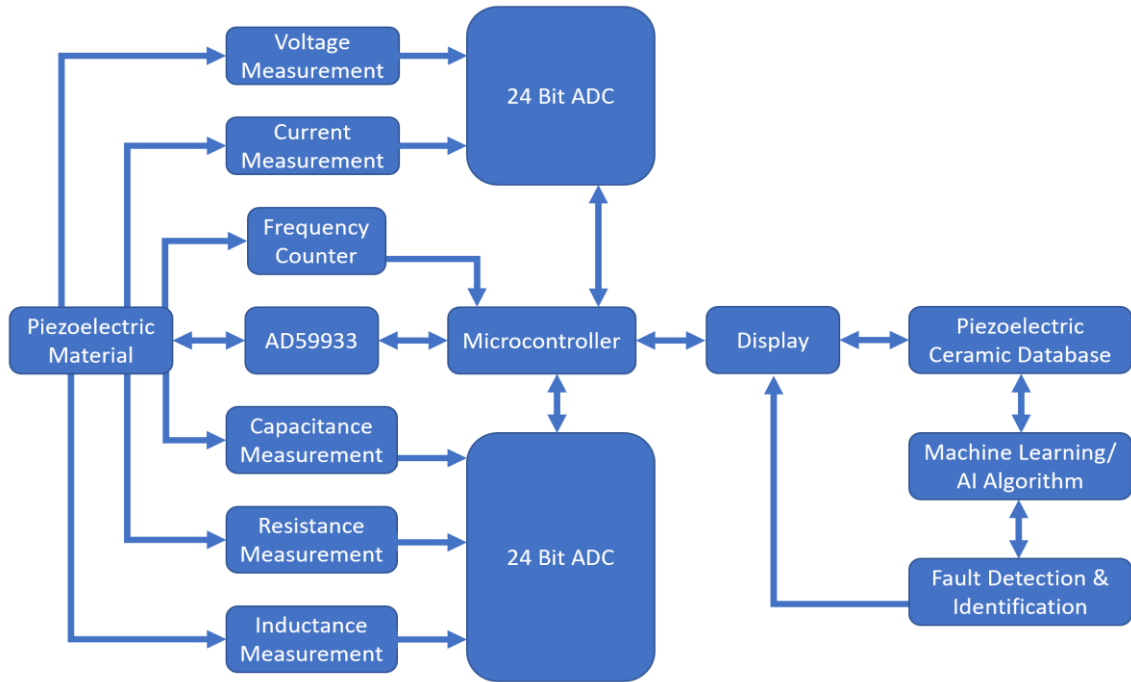 Voltage
Measurement
24 Bit ADC
Current
Measurement
Frequency
Counter
Piezoelectric
Material
AD59933
Microcontroller
Display
Piezoelectric
Ceramic Database
Capacitance
Measurement
Machine Learning/
AI Algorithm
Resistance
Measurement
24 Bit ADC
Fault Detection &
Identification
Inductance
Measurement